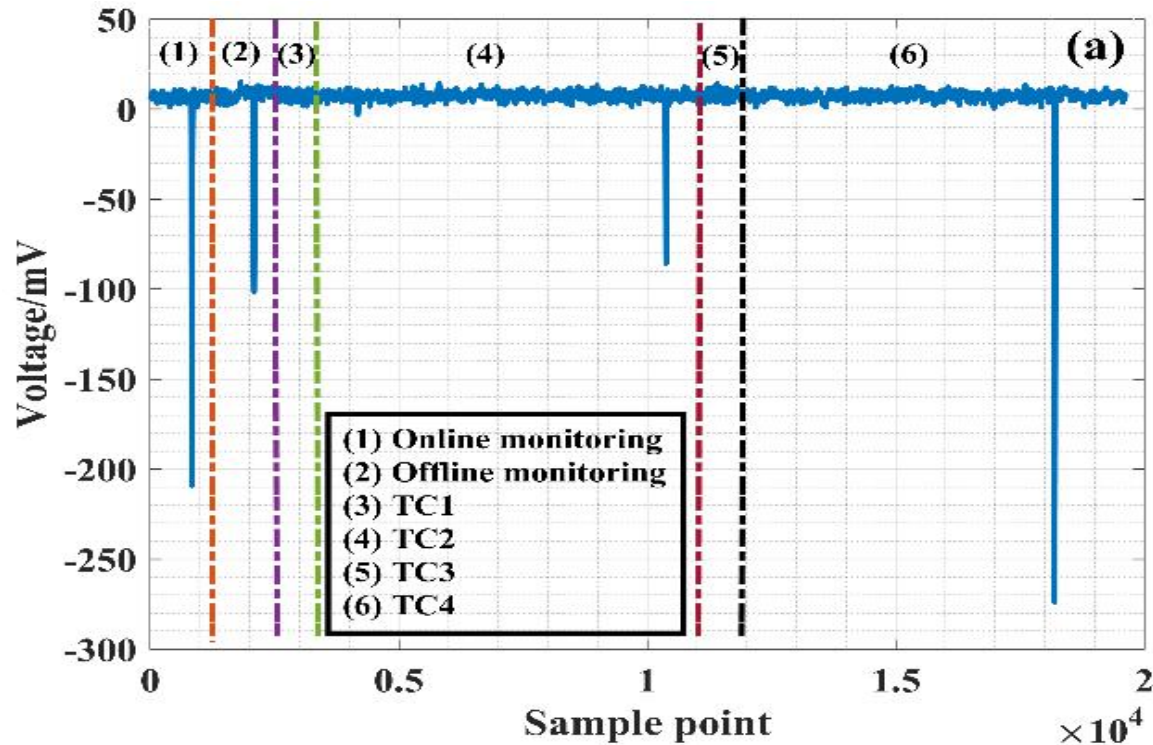 50
(1) (2) (3) (4) (5) (6) (a)
0
-50
-100
-150
-200
-250
-300
Voltage/mV
(1) Online monitoring
(2) Offline monitoring
(3) TC1
(4) TC2
(5) TC3
(6) TC4
0 0.5 1 1.5 2
Sample point
×10⁴